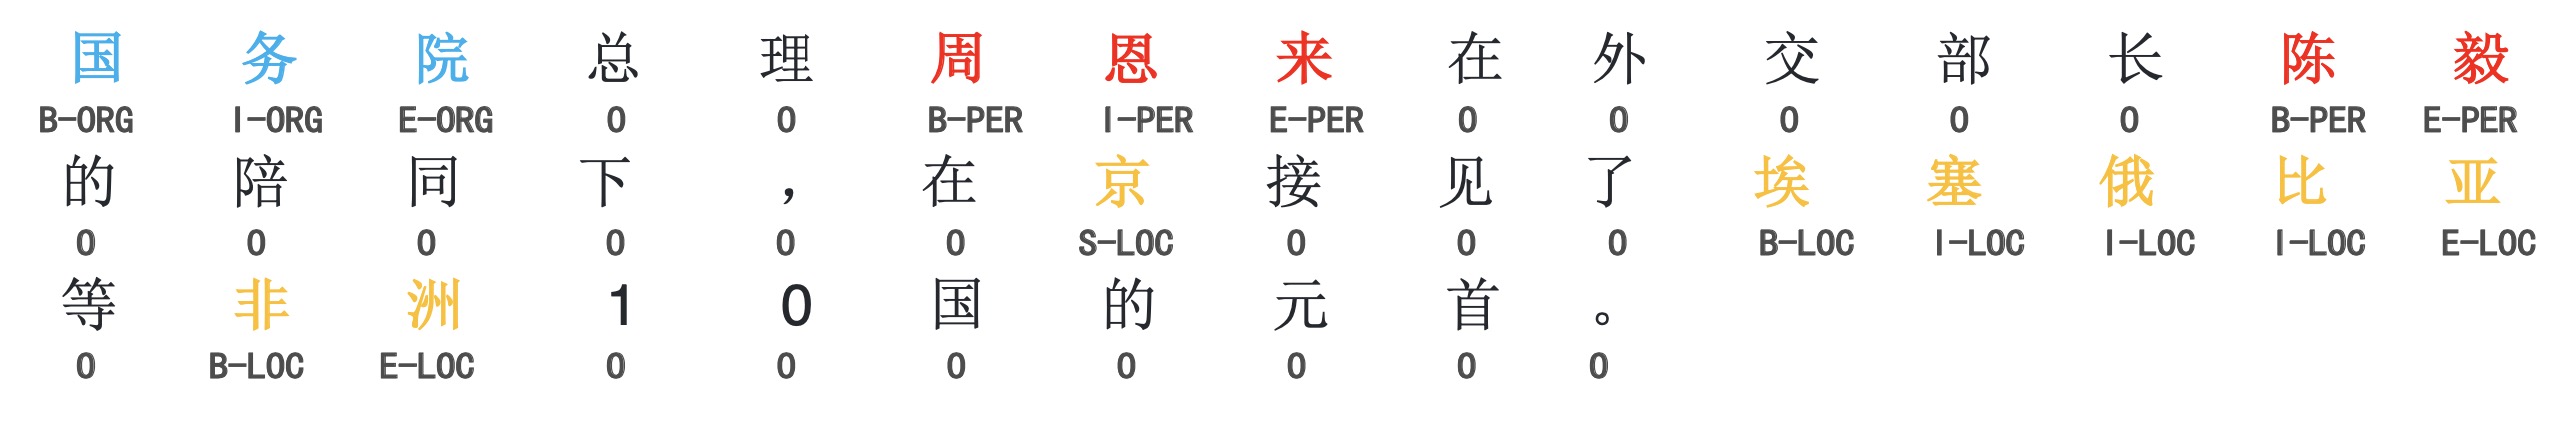 国 务 院 总 理 周 恩 来 在 外 交 部 长 陈 毅
B-ORG I-ORG E-ORG O O B-PER I-PER E-PER O O O O O B-PER E-PER
的 陪 同 下 , 在 京 接 见 了 埃 塞 俄 比 亚
O O O O O O S-LOC O O O B-LOC I-LOC I-LOC I-LOC E-LOC
等 非 洲 1 0 国 的 元 首 。
O B-LOC E-LOC O O O O O O O